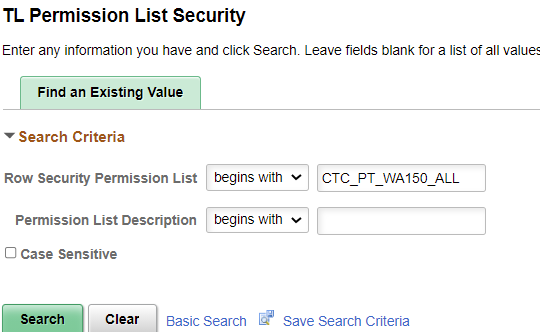 TL Permission List Security
Enter any information you have and click Search. Leave fields blank for a list of all values
Find an Existing Value
Search Criteria
Row Security Permission List begins with CTC_PT_WA150_ALL
Permission List Description begins with
Case Sensitive
Search Clear Basic Search Save Search Criteria